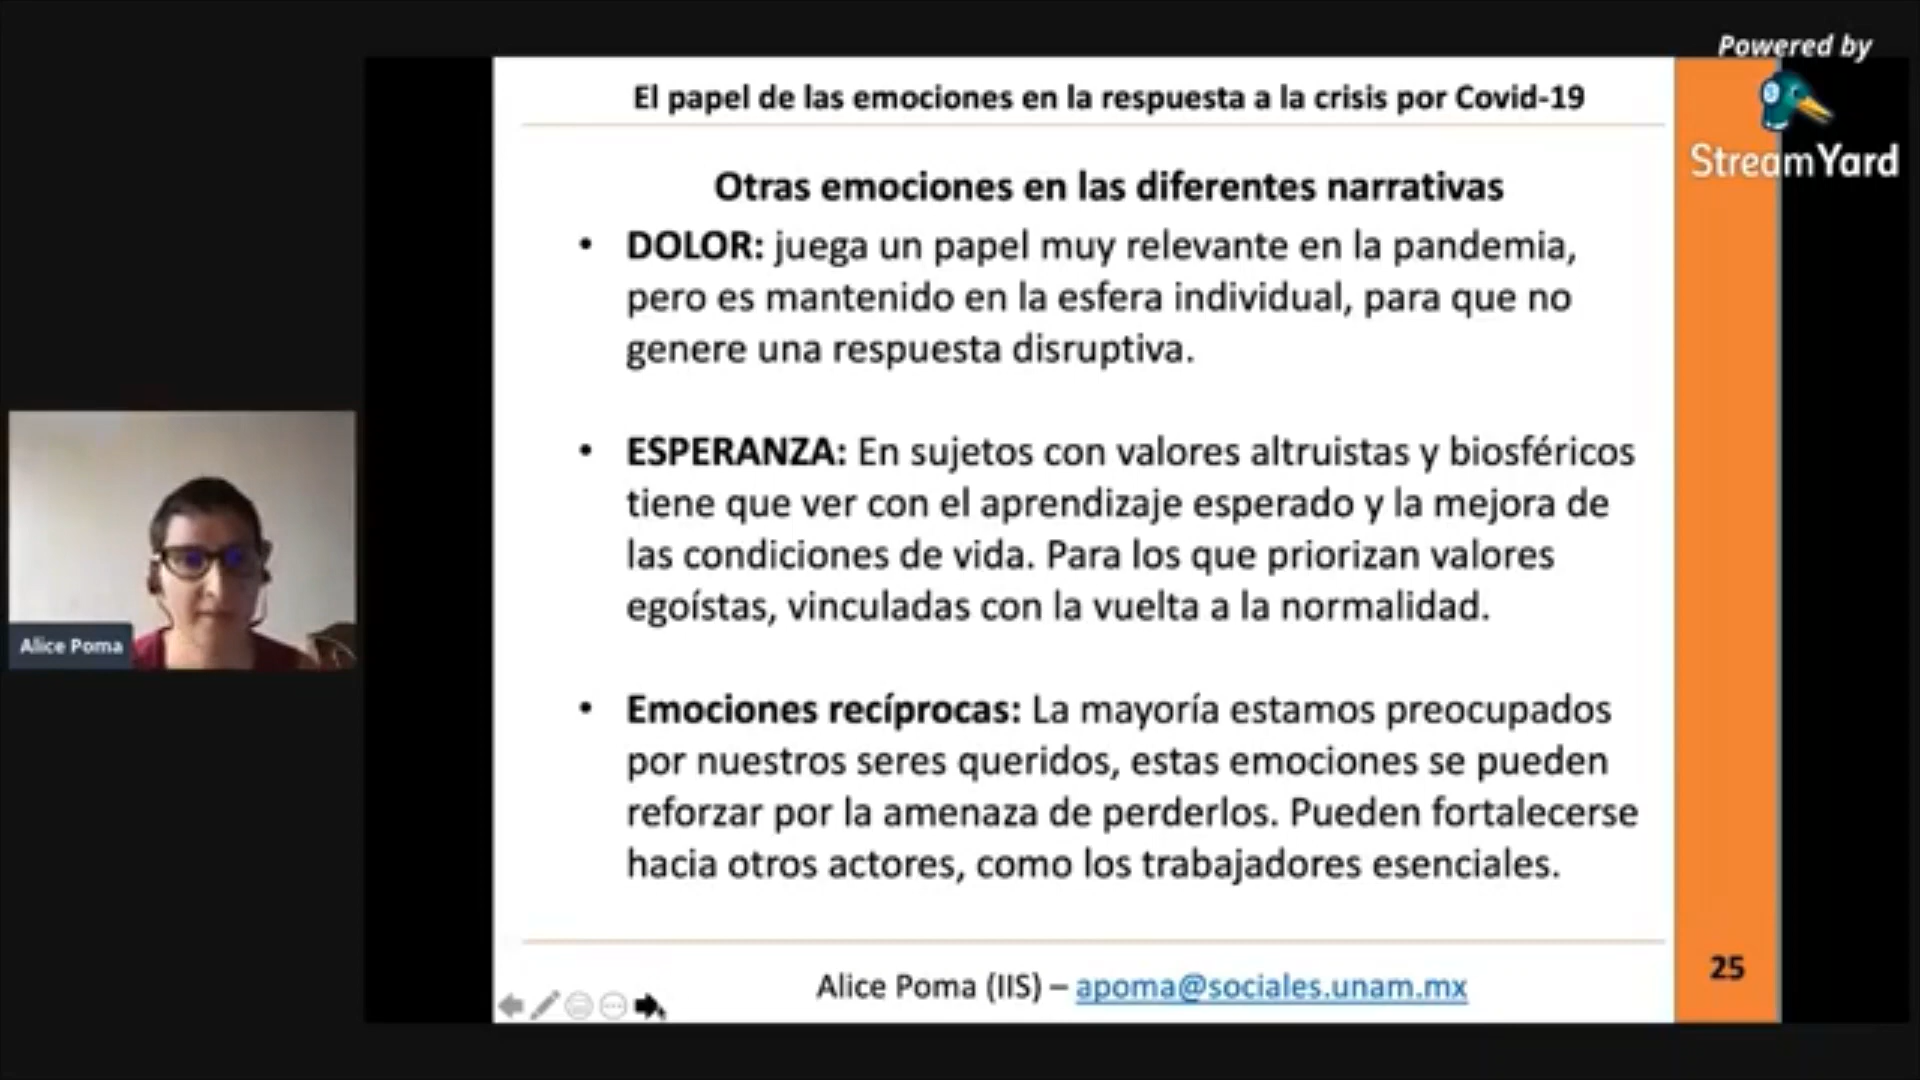 Powered by
StreamYard
El papel de las emociones en la respuesta a la crisis por Covid-19
Otras emociones en las diferentes narrativas
• DOLOR: juega un papel muy relevante en la pandemia,
pero es mantenido en la esfera individual, para que no
genere una respuesta disruptiva.
• ESPERANZA: En sujetos con valores altruistas y biosféricos
tiene que ver con el aprendizaje esperado y la mejora de
las condiciones de vida. Para los que priorizan valores
egoístas, vinculadas con la vuelta a la normalidad.
• Emociones recíprocas: La mayoría estamos preocupados
por nuestros seres queridos, estas emociones se pueden
reforzar por la amenaza de perderlos. Pueden fortalecerse
hacia otros actores, como los trabajadores esenciales.
Alice Poma (IIS) – apoma@sociales.unam.mx
25
Alice Poma